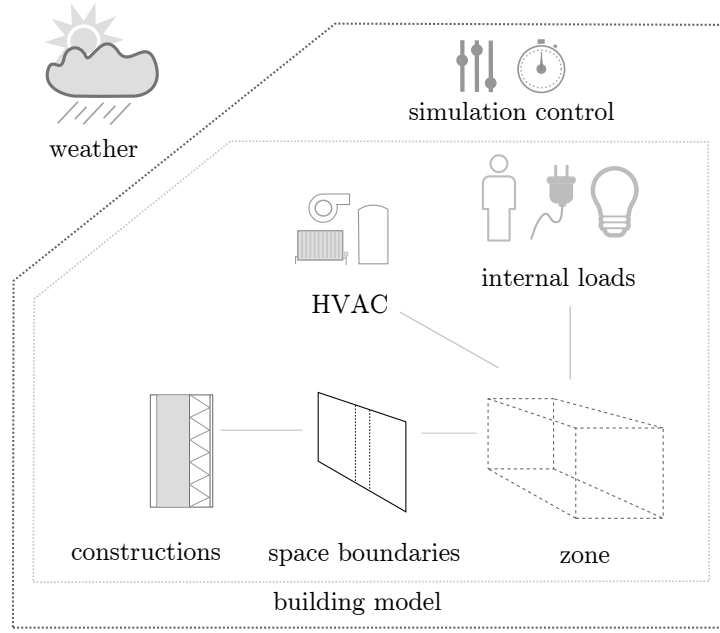 simulation control
weather
internal loads
HVAC
constructions
space boundaries
zone
building model